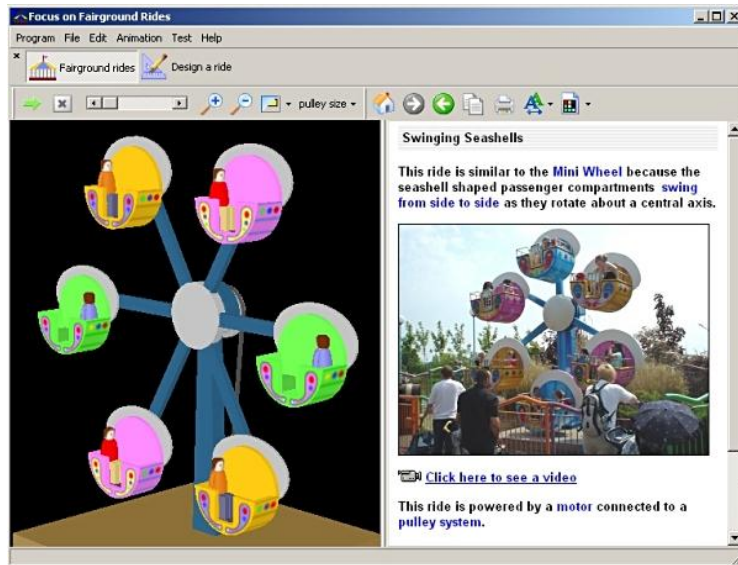 Focus on Fairground Rides
Program File Edit Animation Test Help
Fairground rides Design a ride
pulley size
Swinging Seashells
This ride is similar to the Mini Wheel because the
seashell shaped passenger compartments swing
from side to side as they rotate about a central axis.
Click here to see a video
This ride is powered by a motor connected to a
pulley system.